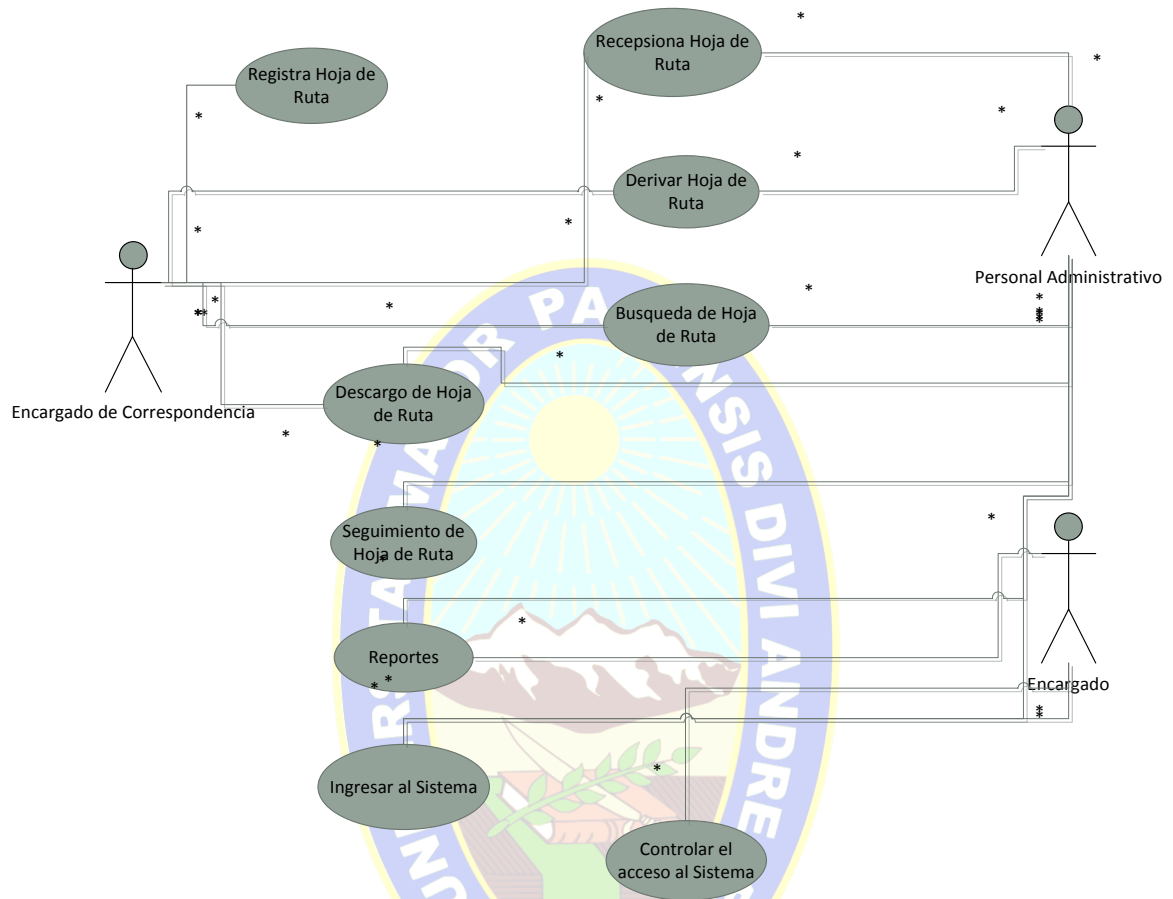 Recepsiona Hoja de
Ruta
Registra Hoja de
Ruta
Derivar Hoja de
Ruta
Personal Administrativo
Busqueda de Hoja
de Ruta
Encargado de Correspondencia
Descargo de Hoja
de Ruta
Seguimiento de
Hoja de Ruta
Reportes
Encargado
Ingresar al Sistema
Controlar el
acceso al Sistema